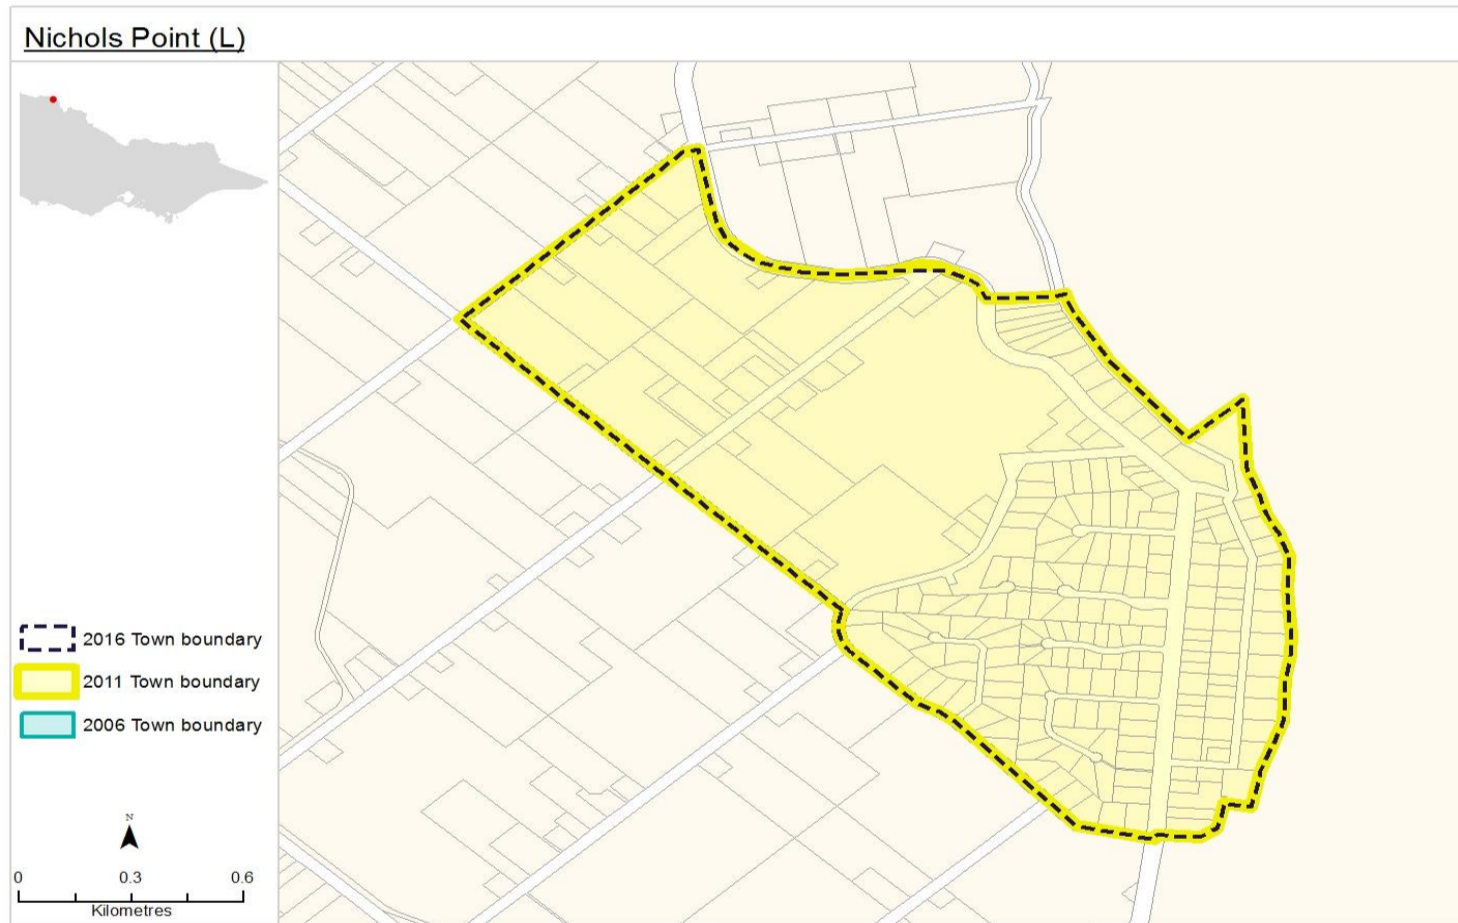 Nichols Point (L)
2016 Town boundary
2011 Town boundary
2006 Town boundary
N
0 0.3 0.6
Kilometres